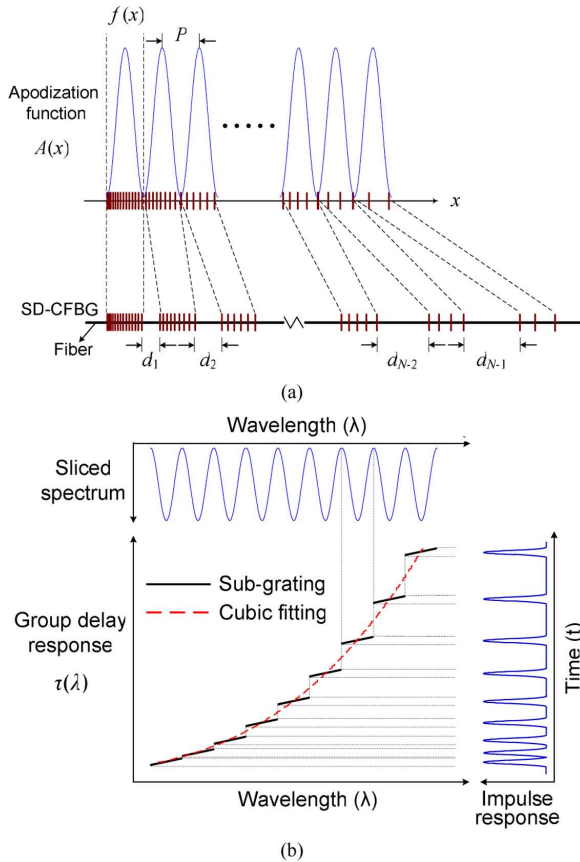 f(x)
P
Apodization
function
A(x)
x
SD-CFBG
Fiber
d1
d2
dN-2
dN-1
(a)
Wavelength (λ)
Sliced
spectrum
Sub-grating
Cubic fitting
Group delay
response
τ(λ)
Time (t)
Wavelength (λ)
Impulse
response
(b)